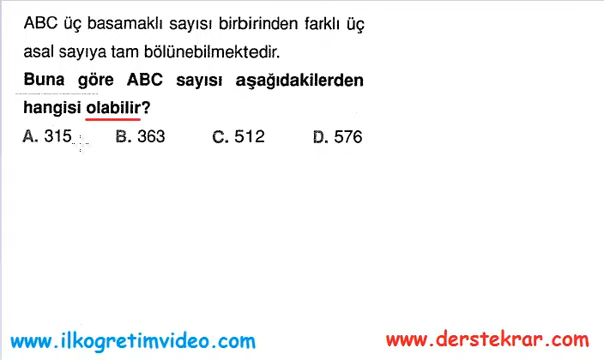 ABC üç basamaklı sayısı birbirinden farklı üç
asal sayıya tam bölünebilmektedir.
Buna göre ABC sayısı aşağıdakilerden
hangisi olabilir?
A. 315 B. 363 C. 512 D. 576
www.ilkogretimvideo.com www.derstekrar.com